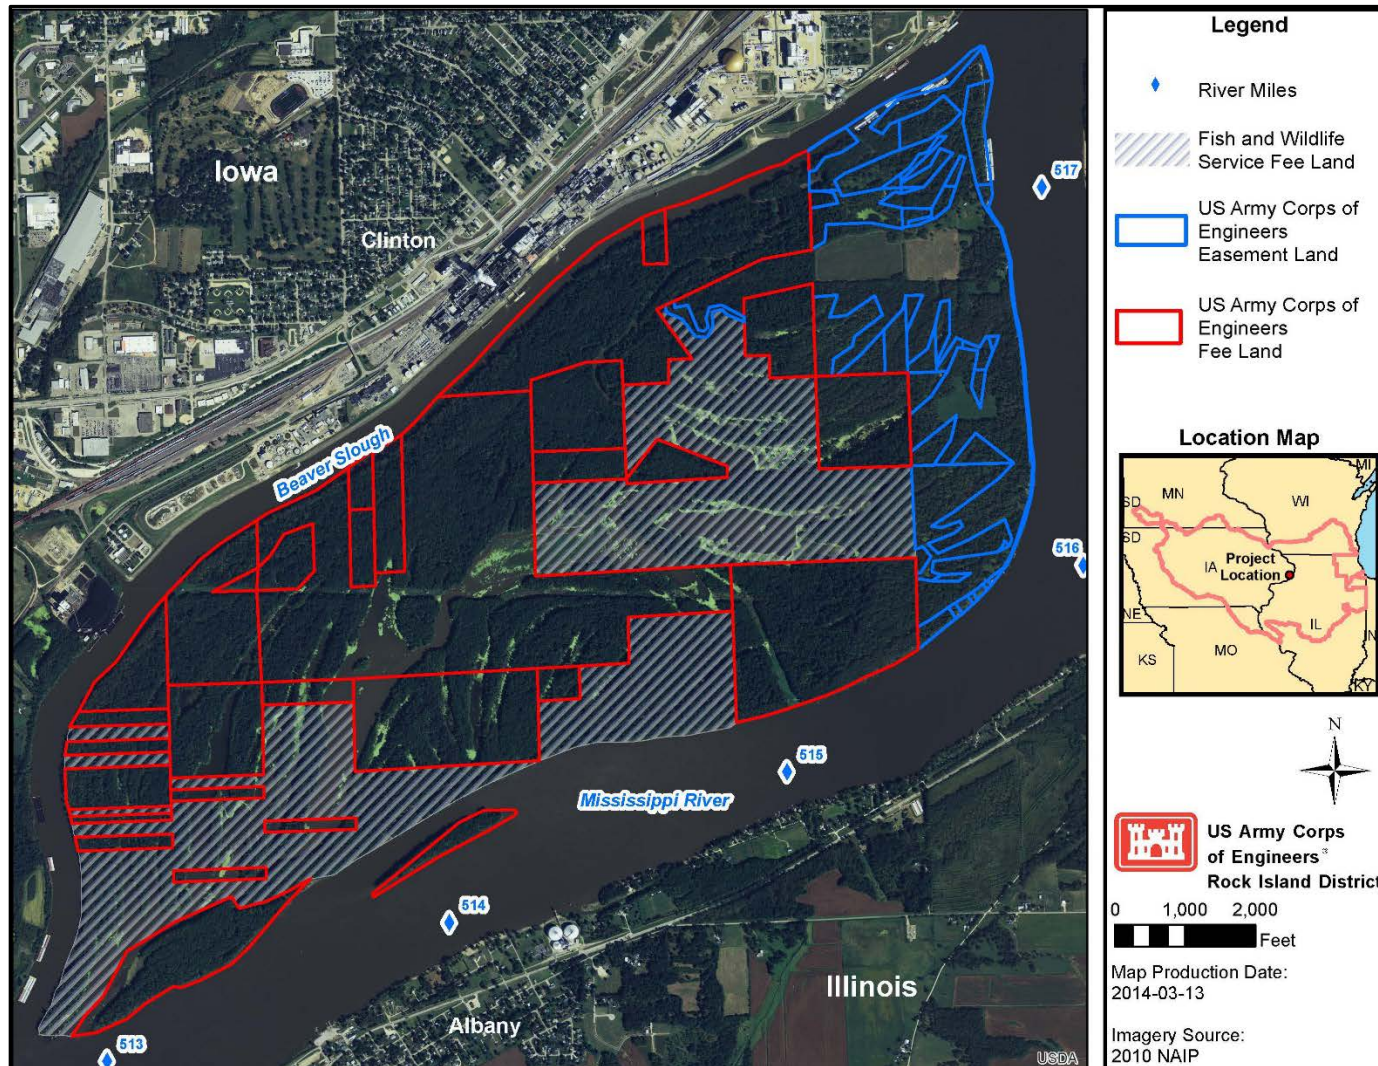 Iowa
Clinton
Beaver Slough
517
516
515
Mississippi River
514
Illinois
Albany
513
USDA
Legend
River Miles
Fish and Wildlife
Service Fee Land
US Army Corps of
Engineers
Easement Land
US Army Corps of
Engineers
Fee Land
Location Map
MN
WI
MI
SD
SD
IA
Project
Location
NE
IL
IN
MO
KS
KY
N
US Army Corps
of Engineers
Rock Island District
0 1,000 2,000
Feet
Map Production Date:
2014-03-13
Imagery Source:
2010 NAIP